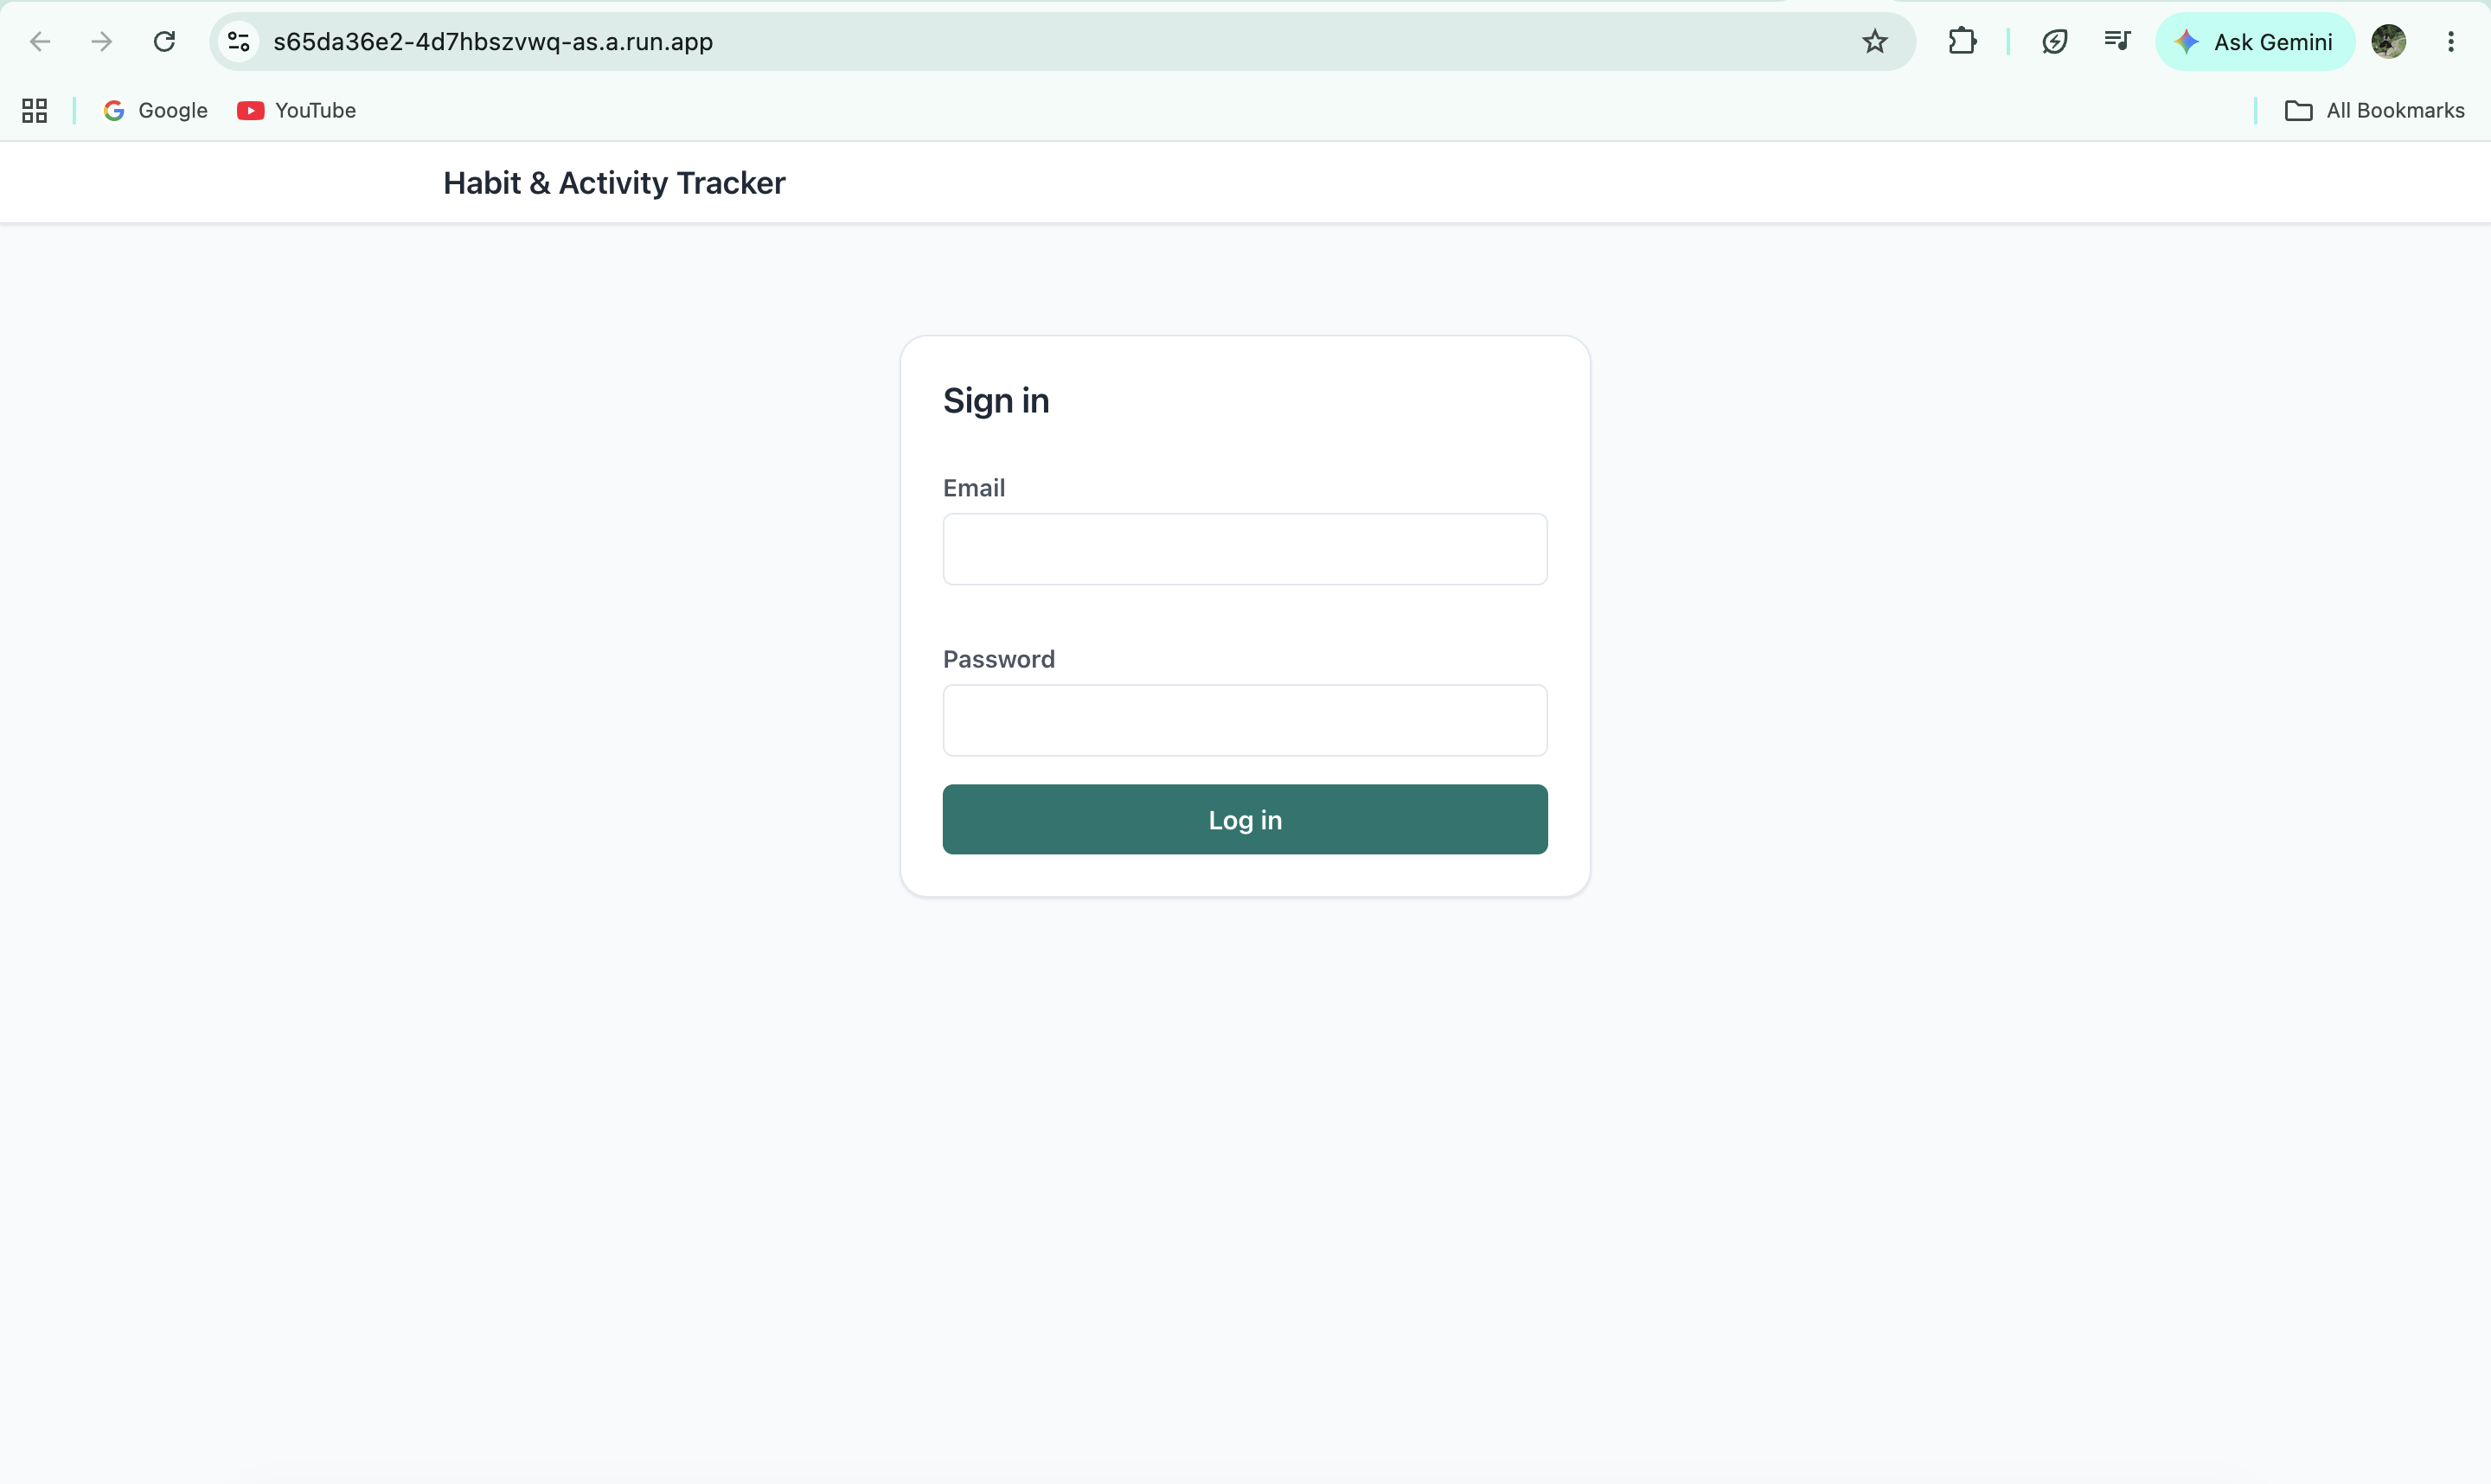 s65da36e2-4d7hbszvwq-as.a.run.app
Ask Gemini
Google
YouTube
All Bookmarks
Habit & Activity Tracker
Sign in
Email
Password
Log in